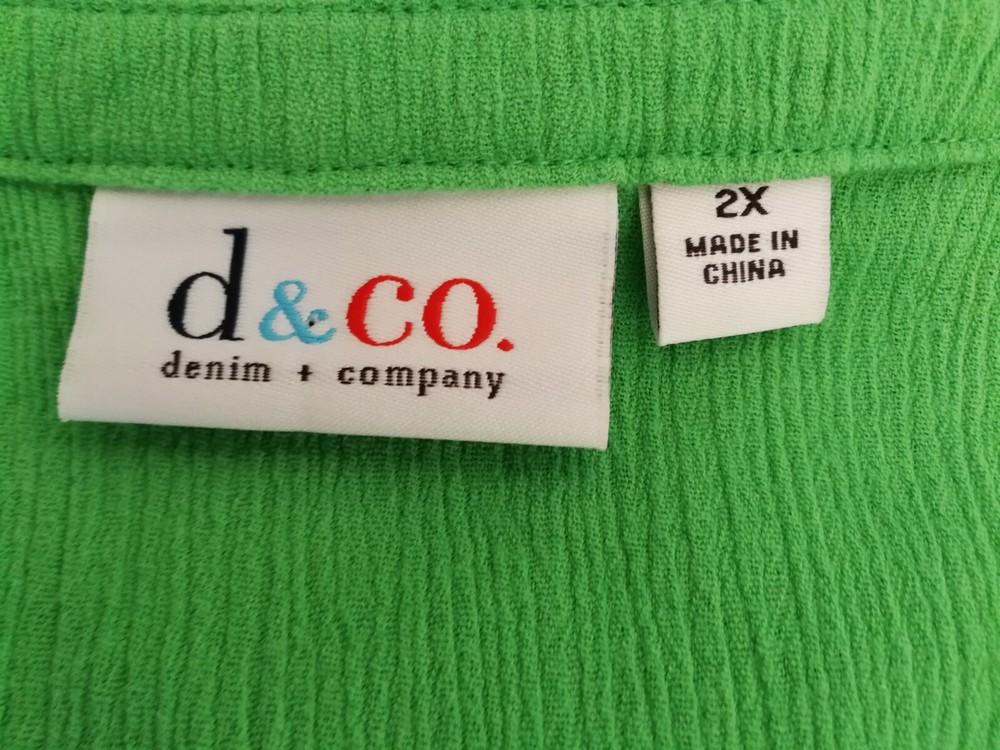 d&co.
denim + company
2X
MADE IN
CHINA